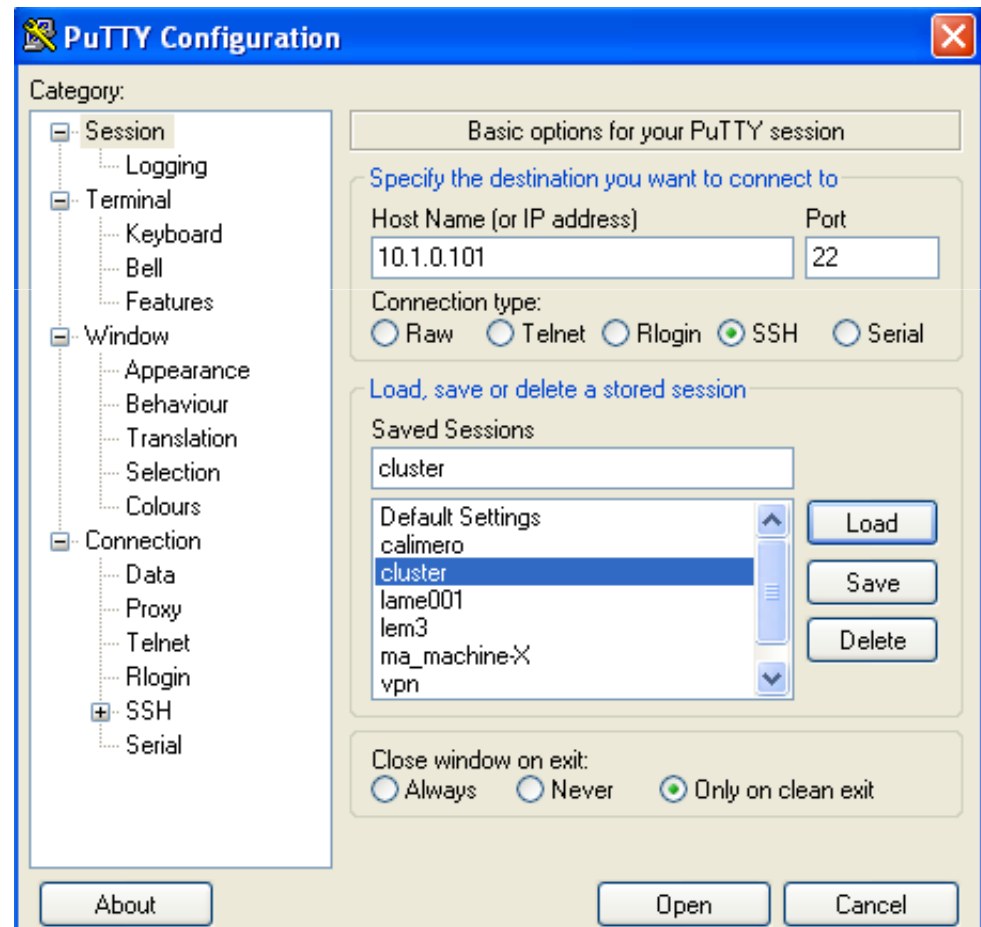 PuTTY Configuration
Category:
Session
Logging
Terminal
Keyboard
Bell
Features
Window
Appearance
Behaviour
Translation
Selection
Colours
Connection
Data
Proxy
Telnet
Rlogin
SSH
Serial
Basic options for your PuTTY session
Specify the destination you want to connect to
Host Name (or IP address) Port
10.1.0.101 22
Connection type:
Raw Telnet Rlogin SSH Serial
Load, save or delete a stored session
Saved Sessions
cluster
Default Settings
calimero
cluster
lame001
lem3
ma_machine-X
vpn
Load
Save
Delete
Close window on exit:
Always Never Only on clean exit
About Open Cancel